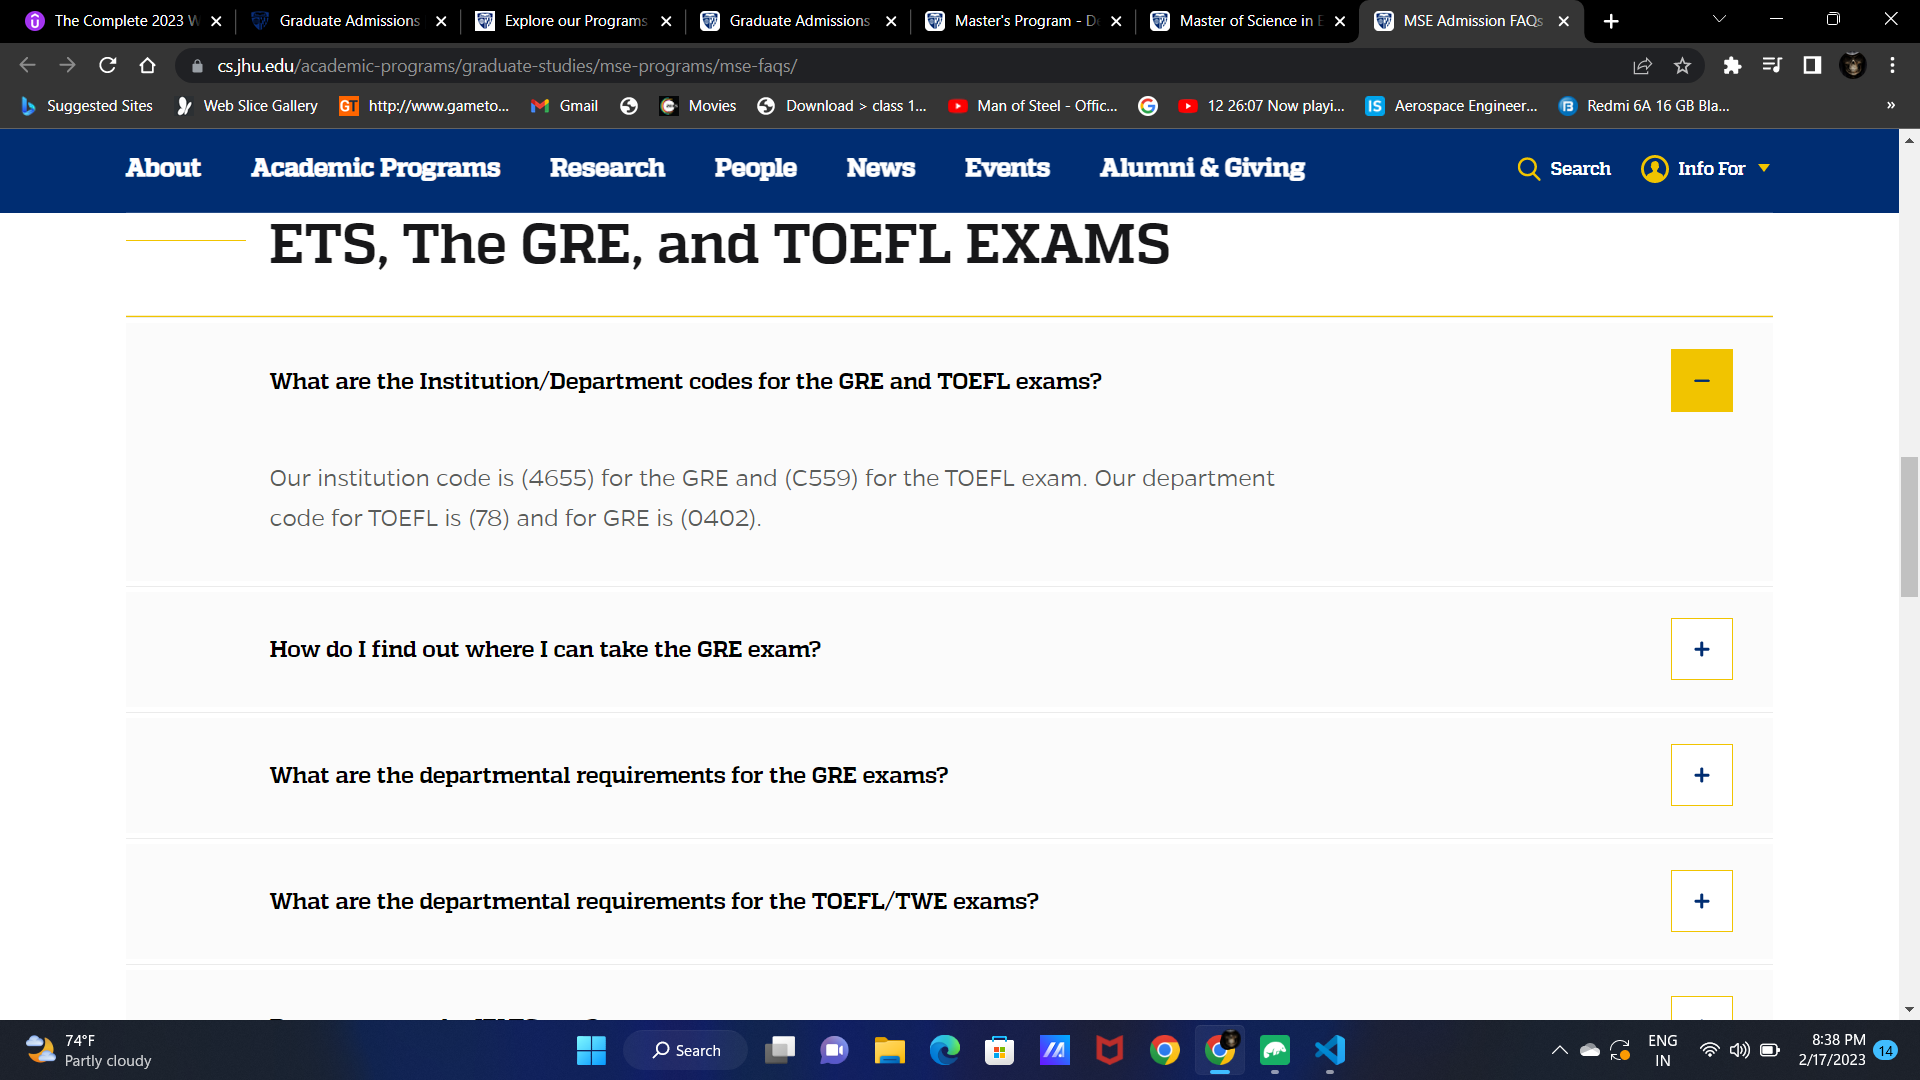 The Complete 2023 W
Graduate Admissions
Explore our Programs
Graduate Admissions
Master's Program - De
Master of Science in E
MSE Admission FAQs
cs.jhu.edu/academic-programs/graduate-studies/mse-programs/mse-faqs/
Suggested Sites
Web Slice Gallery
GT http://www.gameto...
Gmail
Movies
Download > class 1...
Man of Steel - Offic...
12 26:07 Now playi...
IS Aerospace Engineer...
Redmi 6A 16 GB Bla...
»
About Academic Programs Research People News Events Alumni & Giving Search Info For
ETS, The GRE, and TOEFL EXAMS
What are the Institution/Department codes for the GRE and TOEFL exams?
Our institution code is (4655) for the GRE and (C559) for the TOEFL exam. Our department
code for TOEFL is (78) and for GRE is (0402).
How do I find out where I can take the GRE exam?
What are the departmental requirements for the GRE exams?
What are the departmental requirements for the TOEFL/TWE exams?
74°F
Partly cloudy
Search
ENG
IN
8:38 PM
2/17/2023
14